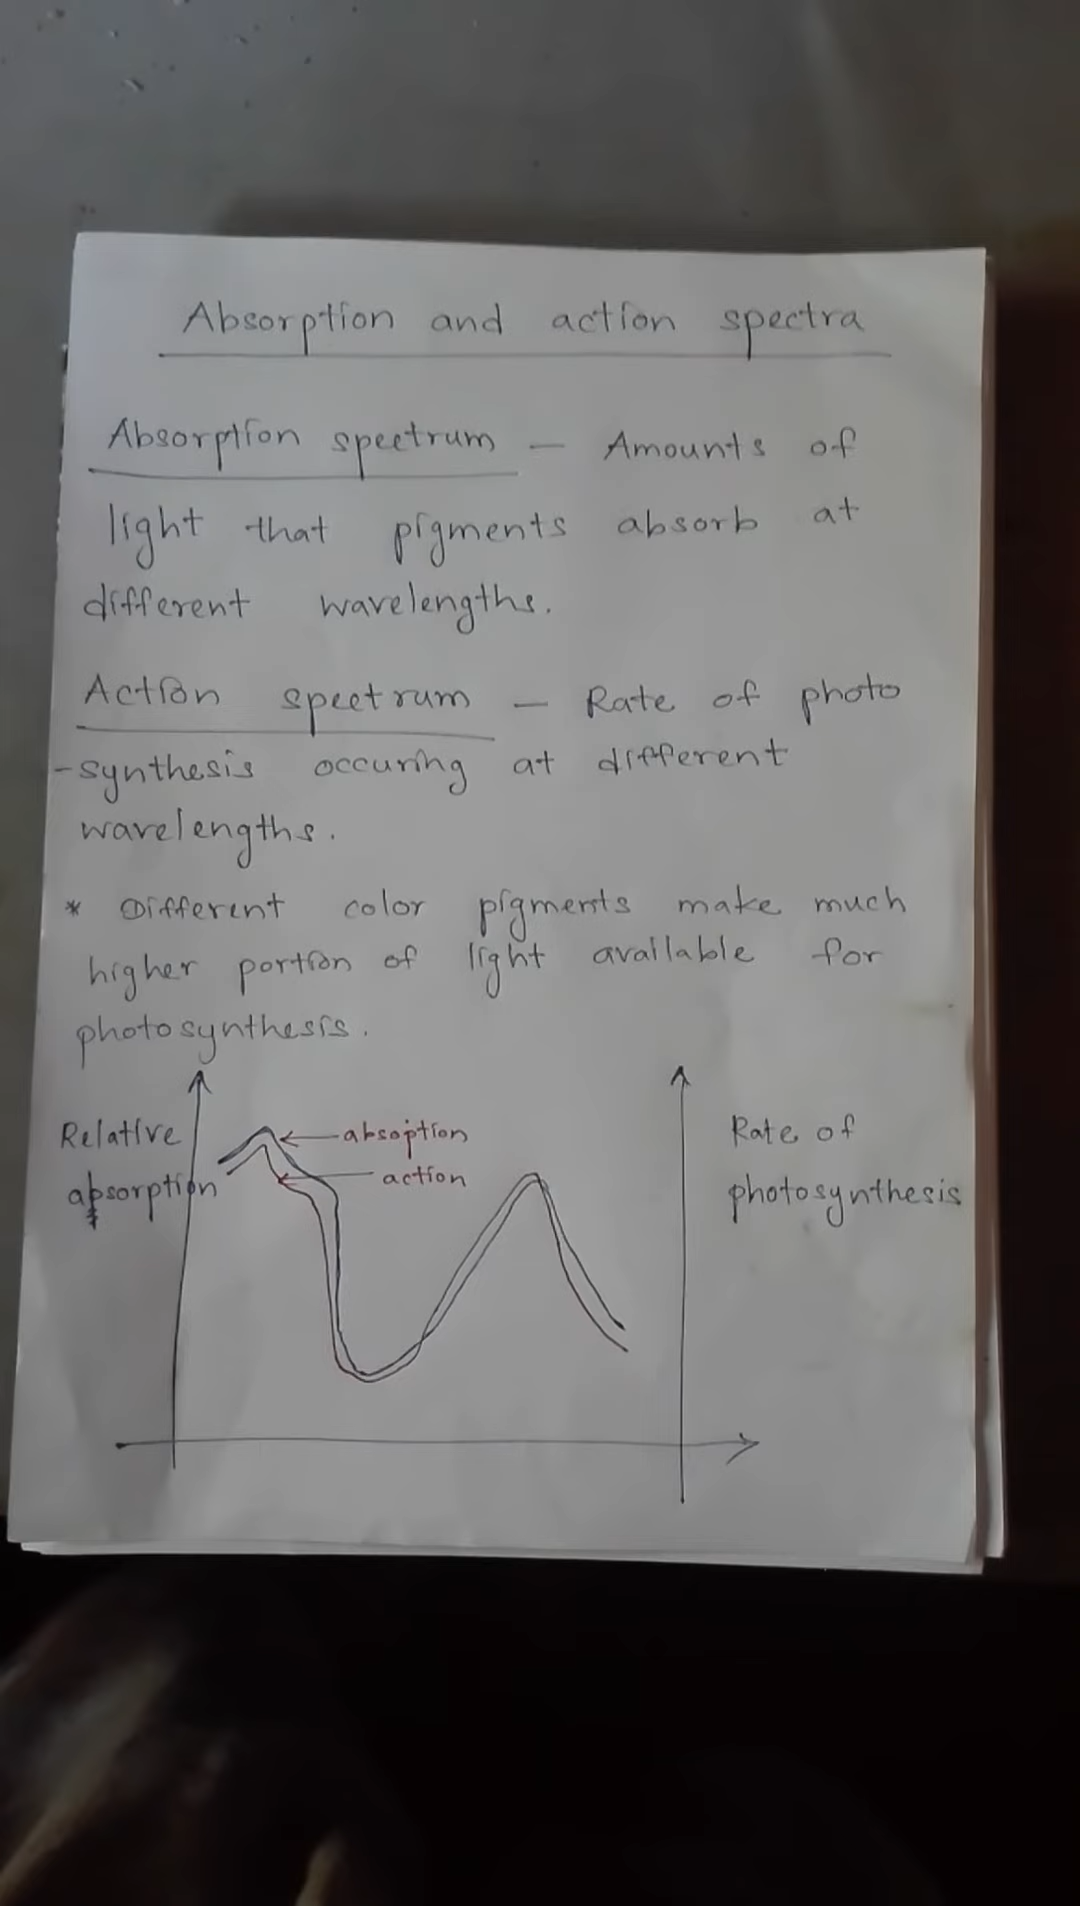 Absorption and action spectra
Absorption spectrum – Amounts of
light that pigments absorb at
different wavelengths.
Action spectrum – Rate of photo
-synthesis occuring at different
wavelengths.
* Different color pigments make much
higher portion of light available for
photosynthesis.
Relative
absorption
absoption
action
Rate of
photosynthesis